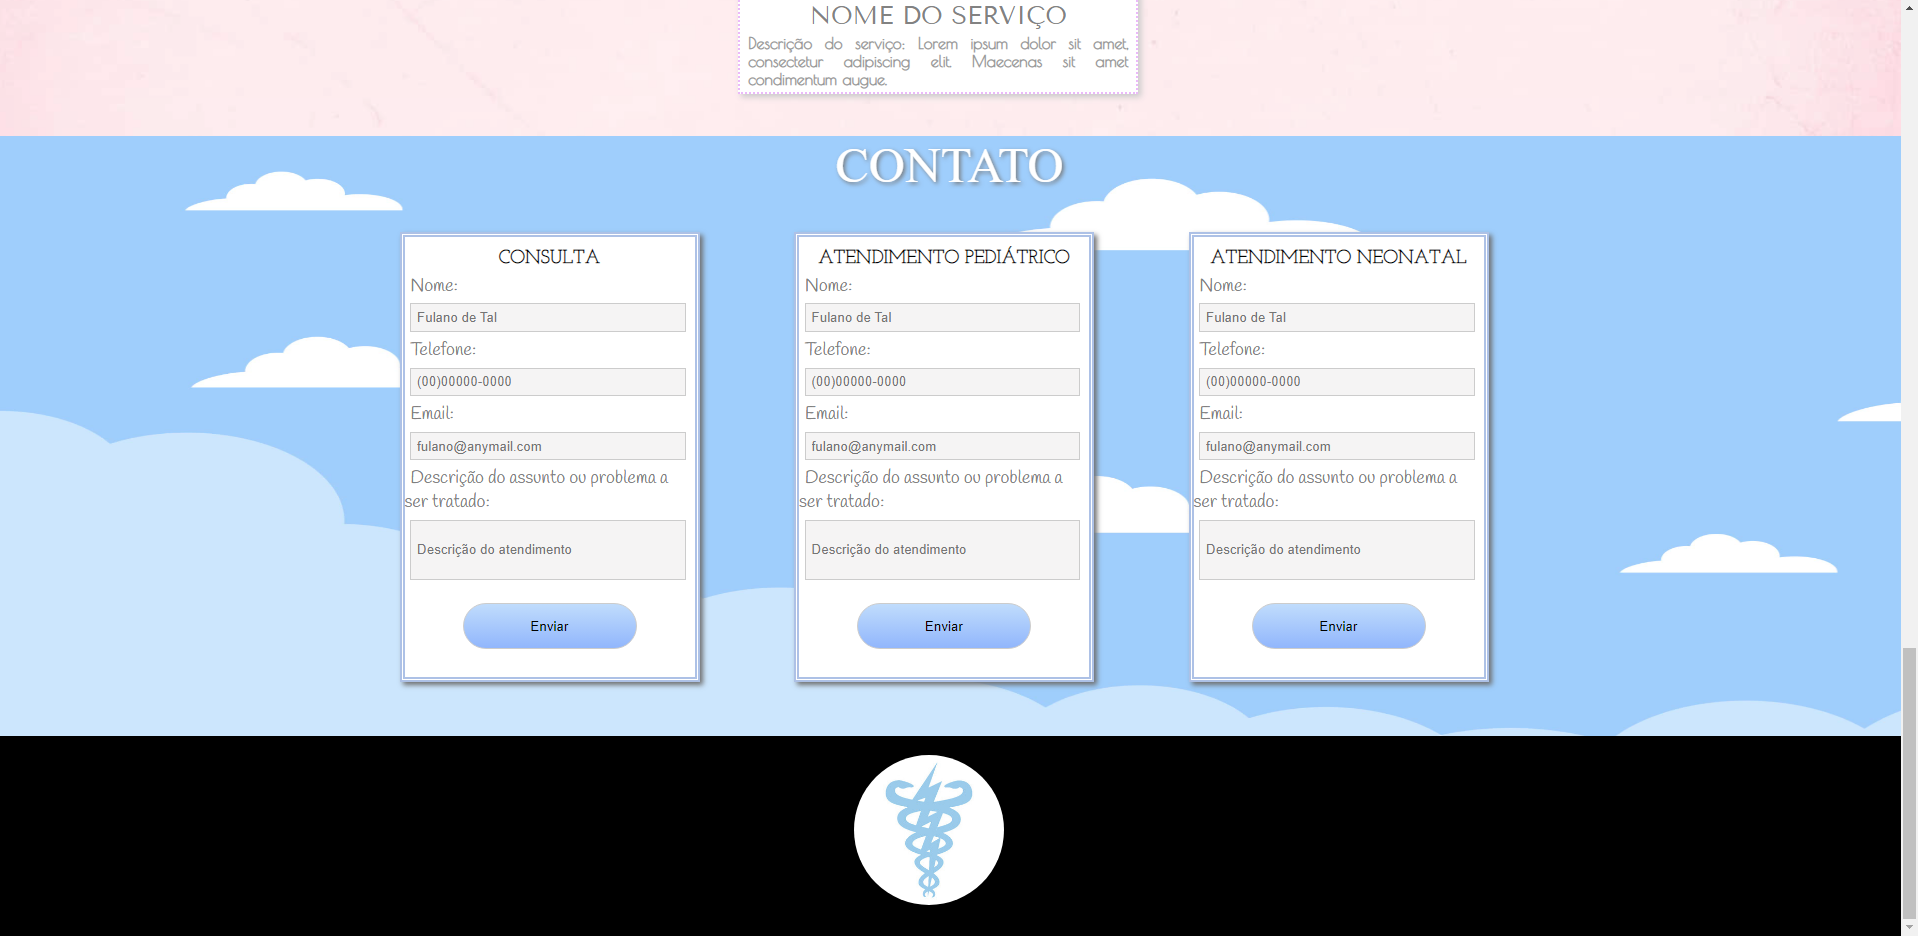 NOME DO SERVIÇO
Descrição do serviço: Lorem ipsum dolor sit amet,
consectetur adipiscing elit. Maecenas sit amet
condimentum augue.
CONTATO
CONSULTA
Nome:
Fulano de Tal
Telefone:
(00)00000-0000
Email:
fulano@anymail.com
Descrição do assunto ou problema a
ser tratado:
Descrição do atendimento
Enviar
ATENDIMENTO PEDIÁTRICO
Nome:
Fulano de Tal
Telefone:
(00)00000-0000
Email:
fulano@anymail.com
Descrição do assunto ou problema a
ser tratado:
Descrição do atendimento
Enviar
ATENDIMENTO NEONATAL
Nome:
Fulano de Tal
Telefone:
(00)00000-0000
Email:
fulano@anymail.com
Descrição do assunto ou problema a
ser tratado:
Descrição do atendimento
Enviar